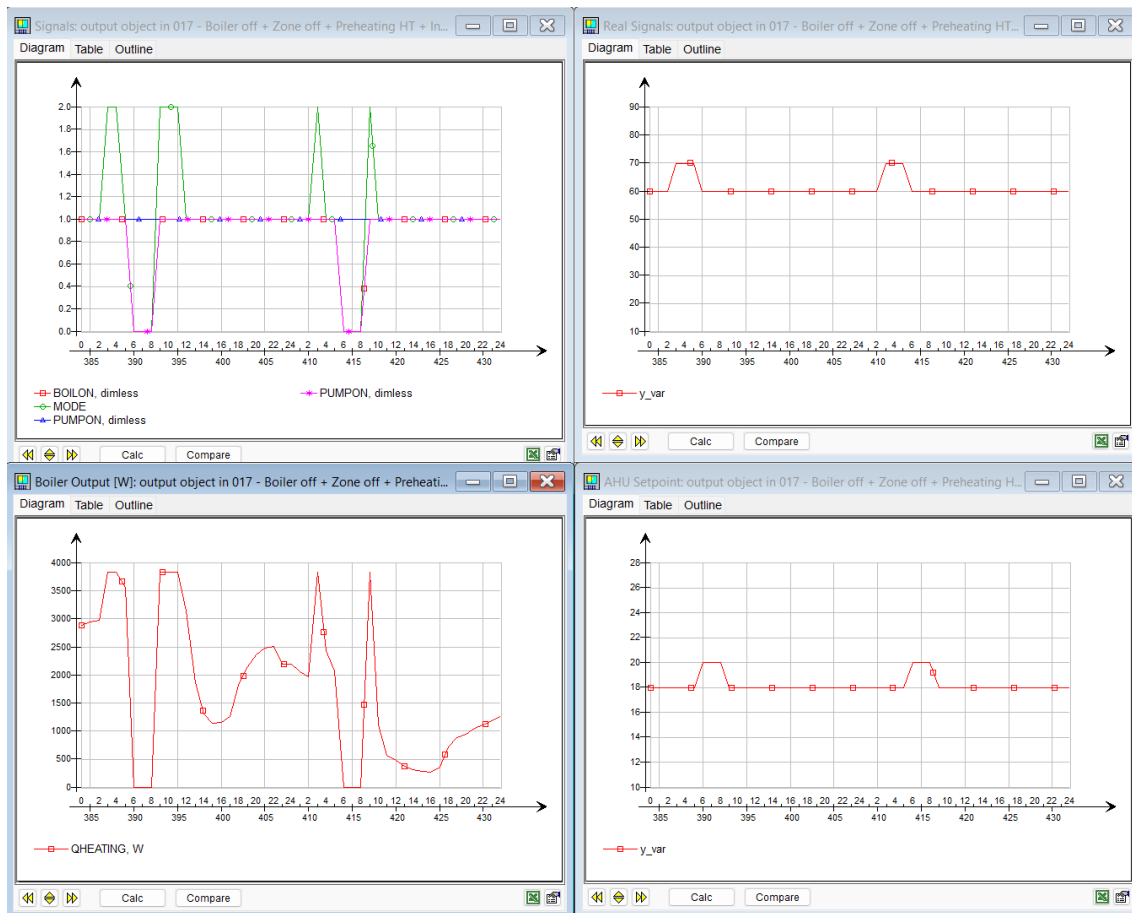 Signals: output object in 017 - Boiler off + Zone off + Preheating HT + In...
Diagram Table Outline
2.0
1.8
1.6
1.4
1.2
1.0
0.8
0.6
0.4
0.2
0.0
0 2 4 6 8 10 12 14 16 18 20 22 24 2 4 6 8 10 12 14 16 18 20 22 24
385 390 395 400 405 410 415 420 425 430
BOILON, dimless PUMPON, dimless
MODE
PUMPON, dimless
Calc Compare
Real Signals: output object in 017 - Boiler off + Zone off + Preheating HT...
Diagram Table Outline
90
80
70
60
50
40
30
20
10
0 2 4 6 8 10 12 14 16 18 20 22 24 2 4 6 8 10 12 14 16 18 20 22 24
385 390 395 400 405 410 415 420 425 430
y_var
Calc Compare
Boiler Output [W]: output object in 017 - Boiler off + Zone off + Preheati...
Diagram Table Outline
4000
3500
3000
2500
2000
1500
1000
500
0
0 2 4 6 8 10 12 14 16 18 20 22 24 2 4 6 8 10 12 14 16 18 20 22 24
385 390 395 400 405 410 415 420 425 430
QHEATING, W
Calc Compare
AHU Setpoint: output object in 017 - Boiler off + Zone off + Preheating H...
Diagram Table Outline
28
26
24
22
20
18
16
14
12
10
0 2 4 6 8 10 12 14 16 18 20 22 24 2 4 6 8 10 12 14 16 18 20 22 24
385 390 395 400 405 410 415 420 425 430
y_var
Calc Compare